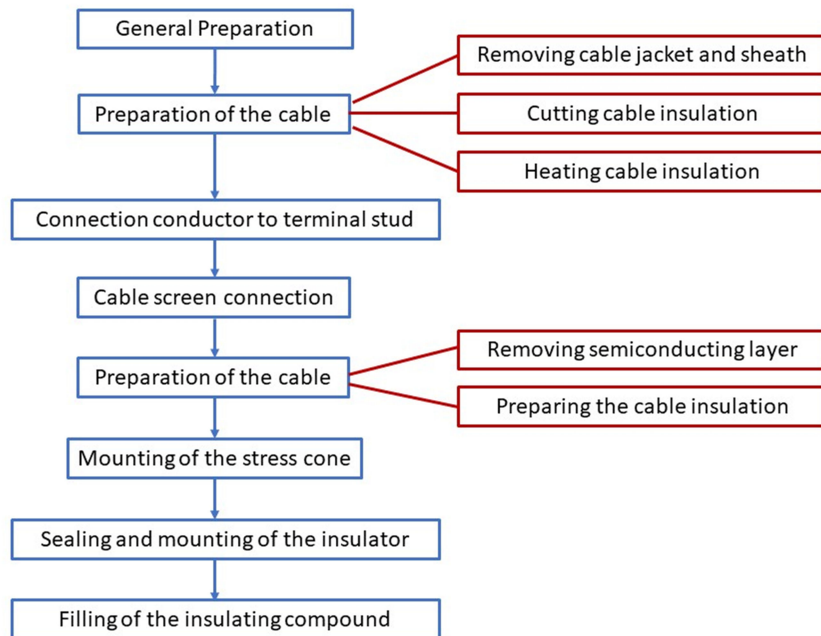 General Preparation
Removing cable jacket and sheath
Preparation of the cable
Cutting cable insulation
Heating cable insulation
Connection conductor to terminal stud
Cable screen connection
Removing semiconducting layer
Preparation of the cable
Preparing the cable insulation
Mounting of the stress cone
Sealing and mounting of the insulator
Filling of the insulating compound